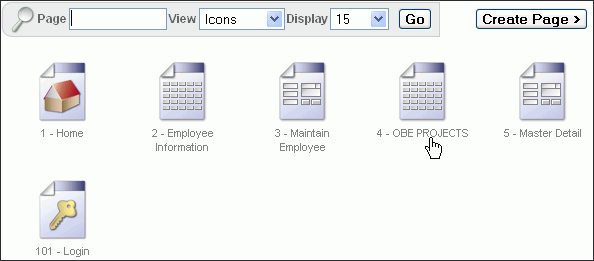 Page View Icons Display 15 Go Create Page >
1 - Home 2 - Employee 3 - Maintain 4 - OBE PROJECTS 5 - Master Detail
Information Employee
101 - Login